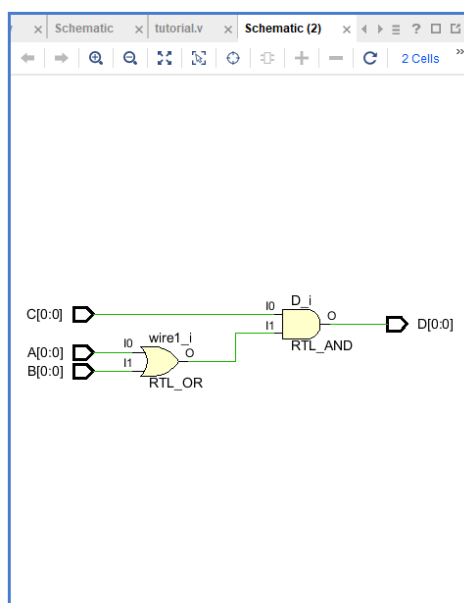 Schematic
tutorial.v
Schematic (2)
2 Cells
C[0:0]
I0
D_i
I1
O
D[0:0]
RTL_AND
A[0:0]
I0
wire1_i
O
B[0:0]
I1
RTL_OR